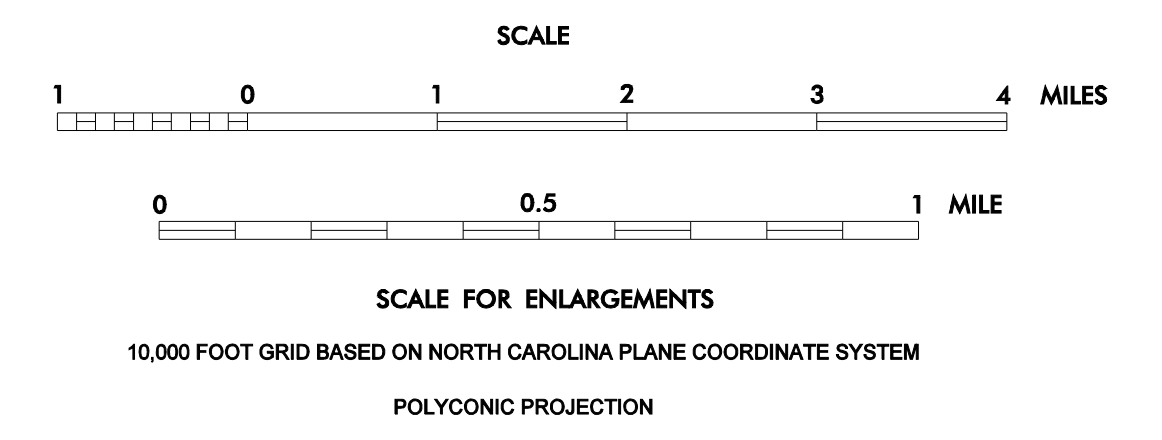 SCALE
1 0 1 2 3 4 MILES
0 0.5 1 MILE
SCALE FOR ENLARGEMENTS
10,000 FOOT GRID BASED ON NORTH CAROLINA PLANE COORDINATE SYSTEM
POLYCONIC PROJECTION